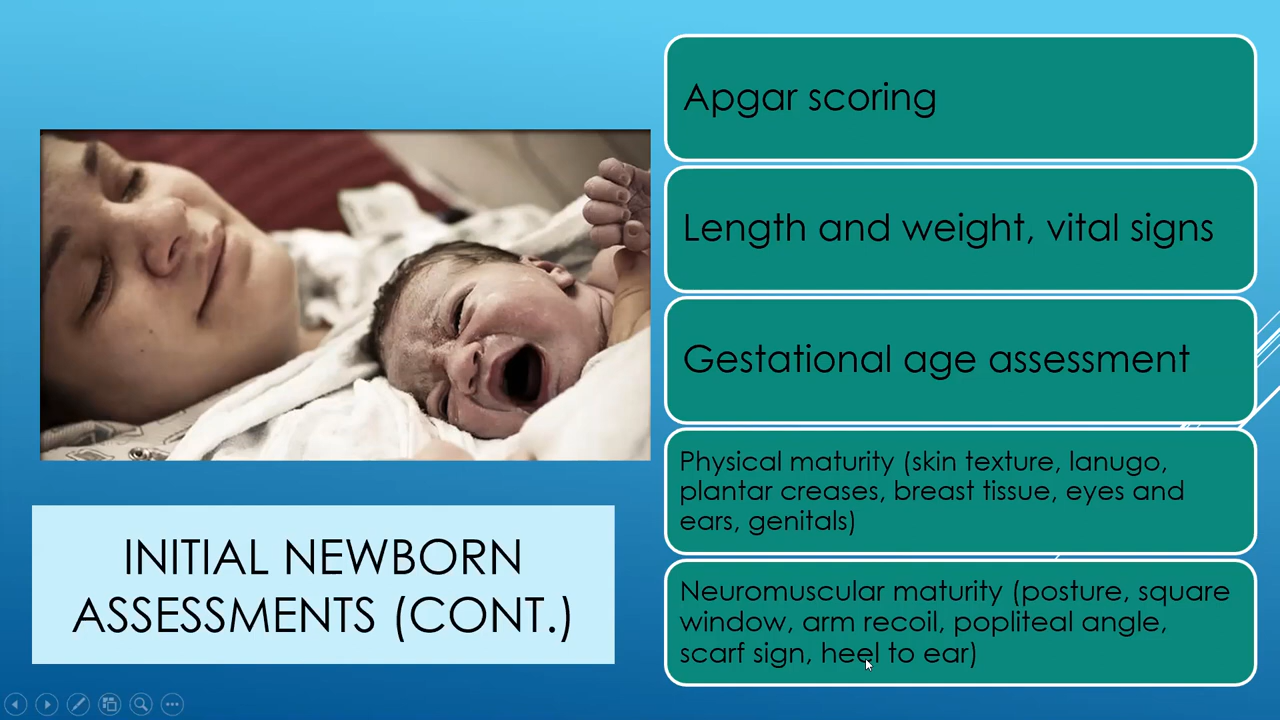 Apgar scoring
Length and weight, vital signs
Gestational age assessment
Physical maturity (skin texture, lanugo,
plantar creases, breast tissue, eyes and
ears, genitals)
Neuromuscular maturity (posture, square
window, arm recoil, popliteal angle,
scarf sign, heel to ear)
INITIAL NEWBORN
ASSESSMENTS (CONT.)